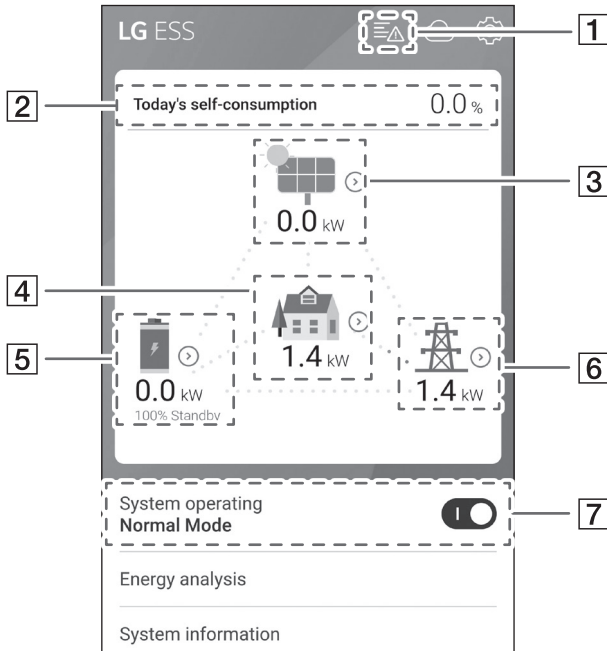 LG ESS
1
2
Today's self-consumption 0.0 %
3
0.0 kW
4
1.4 kW
5
0.0 kW
100% Standby
6
1.4 kW
System operating
Normal Mode
7
Energy analysis
System information